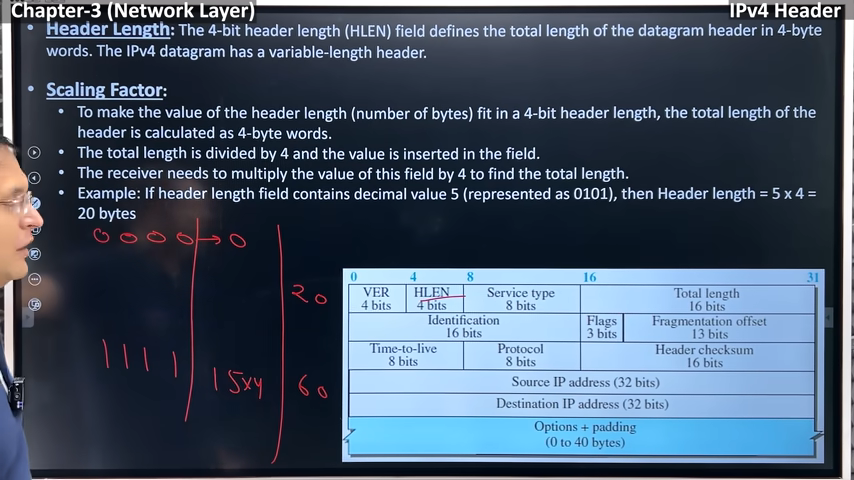 Chapter-3 (Network Layer)
IPv4 Header
Header Length: The 4-bit header length (HLEN) field defines the total length of the datagram header in 4-byte
words. The IPv4 datagram has a variable-length header.
Scaling Factor:
To make the value of the header length (number of bytes) fit in a 4-bit header length, the total length of the
header is calculated as 4-byte words.
The total length is divided by 4 and the value is inserted in the field.
The receiver needs to multiply the value of this field by 4 to find the total length.
Example: If header length field contains decimal value 5 (represented as 0101), then Header length = 5 x 4 =
20 bytes
0 0 0 0 → 0
20
1 1 1 1
15x4
60
0 4 8 16 31
VER HLEN Service type Total length
4 bits 4 bits 8 bits 16 bits
Identification Flags Fragmentation offset
16 bits 3 bits 13 bits
Time-to-live Protocol Header checksum
8 bits 8 bits 16 bits
Source IP address (32 bits)
Destination IP address (32 bits)
Options + padding
(0 to 40 bytes)